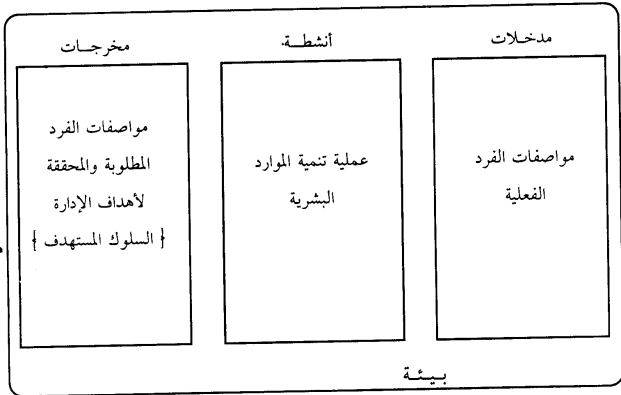 مدخلات
أنشطة.
مخرجات
مواصفات الفرد
الفعلية
عملية تنمية الموارد
البشرية
مواصفات الفرد
المطلوبة والمحققة
لأهداف الإدارة
{ السلوك المستهدف }
بيئة